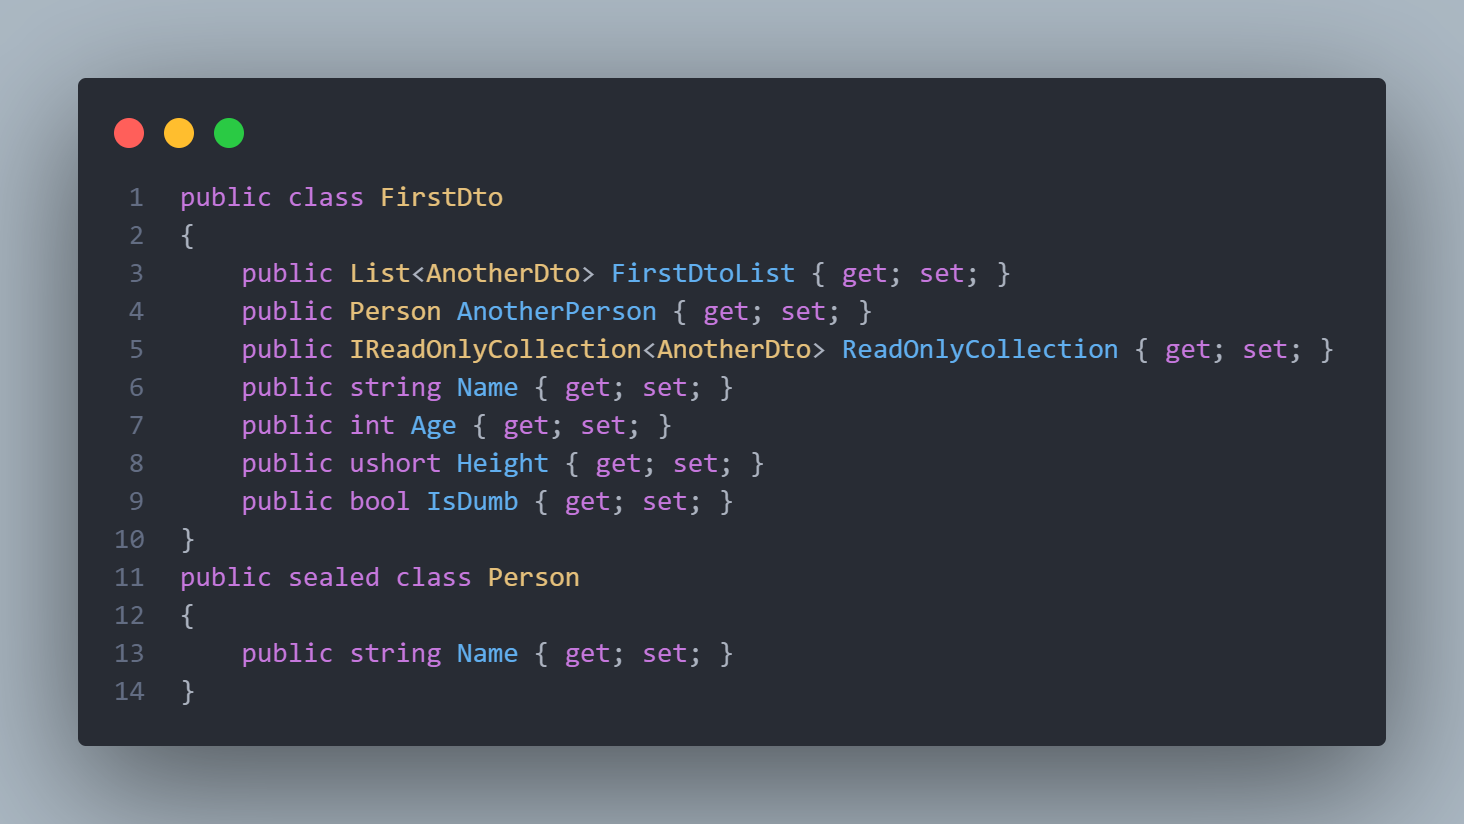 1 public class FirstDto
2 {
3     public List<AnotherDto> FirstDtoList { get; set; }
4     public Person AnotherPerson { get; set; }
5     public IReadOnlyCollection<AnotherDto> ReadOnlyCollection { get; set; }
6     public string Name { get; set; }
7     public int Age { get; set; }
8     public ushort Height { get; set; }
9     public bool IsDumb { get; set; }
10 }
11 public sealed class Person
12 {
13     public string Name { get; set; }
14 }